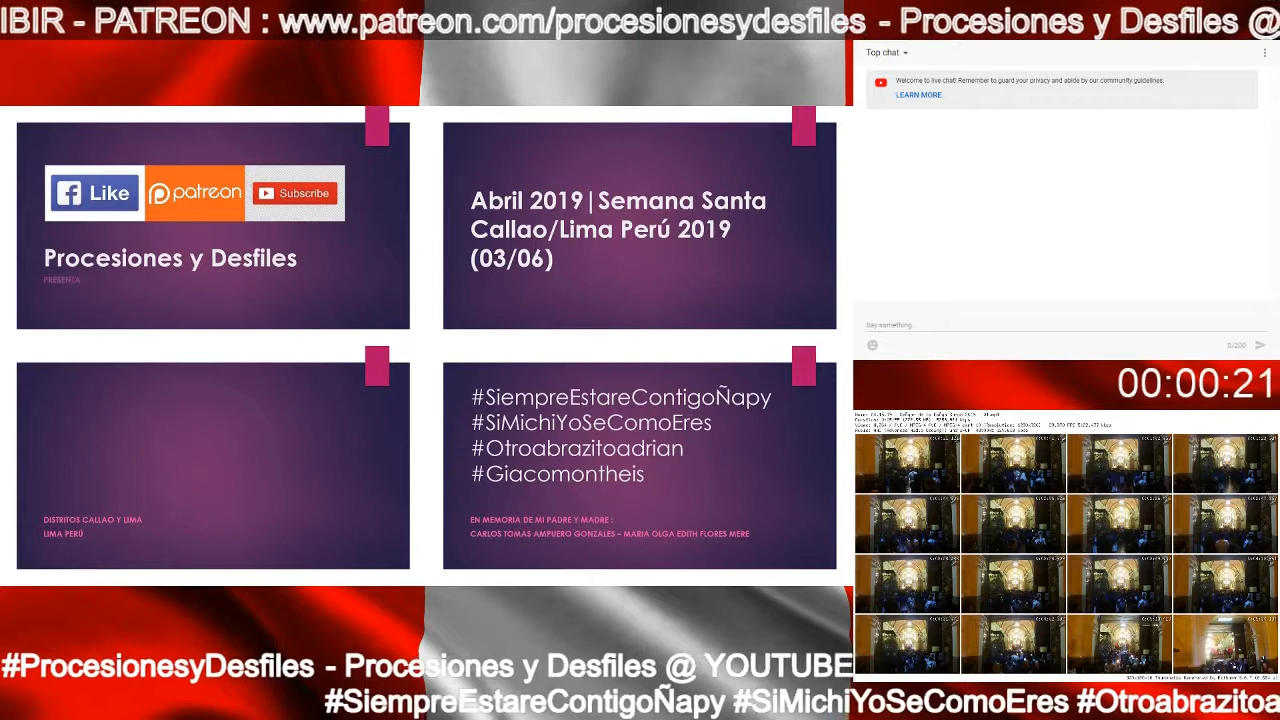 IBIR - PATREON : www.patreon.com/procesionesydesfiles - Procesiones y Desfiles @
Top chat
Welcome to live chat! Remember to guard your privacy and abide by our community guidelines.
LEARN MORE
Like
patreon
Subscribe
Procesiones y Desfiles
PRESENTA
Abril 2019|Semana Santa
Callao/Lima Perú 2019
(03/06)
Say something...
0/200
00:00:21
DISTRITOS CALLAO Y LIMA
LIMA PERÚ
#SiempreEstareContigoÑapy
#SiMichiYoSeComoEres
#Otroabrazitoadrian
#Giacomontheis
EN MEMORIA DE MI PADRE Y MADRE :
CARLOS TOMAS AMPUERO GONZALES – MARIA OLGA EDITH FLORES MERE
#ProcesionesyDesfiles - Procesiones y Desfiles @ YOUTUBE
#SiempreEstareContigoÑapy #SiMichiYoSeComoEres #Otroabrazitoa